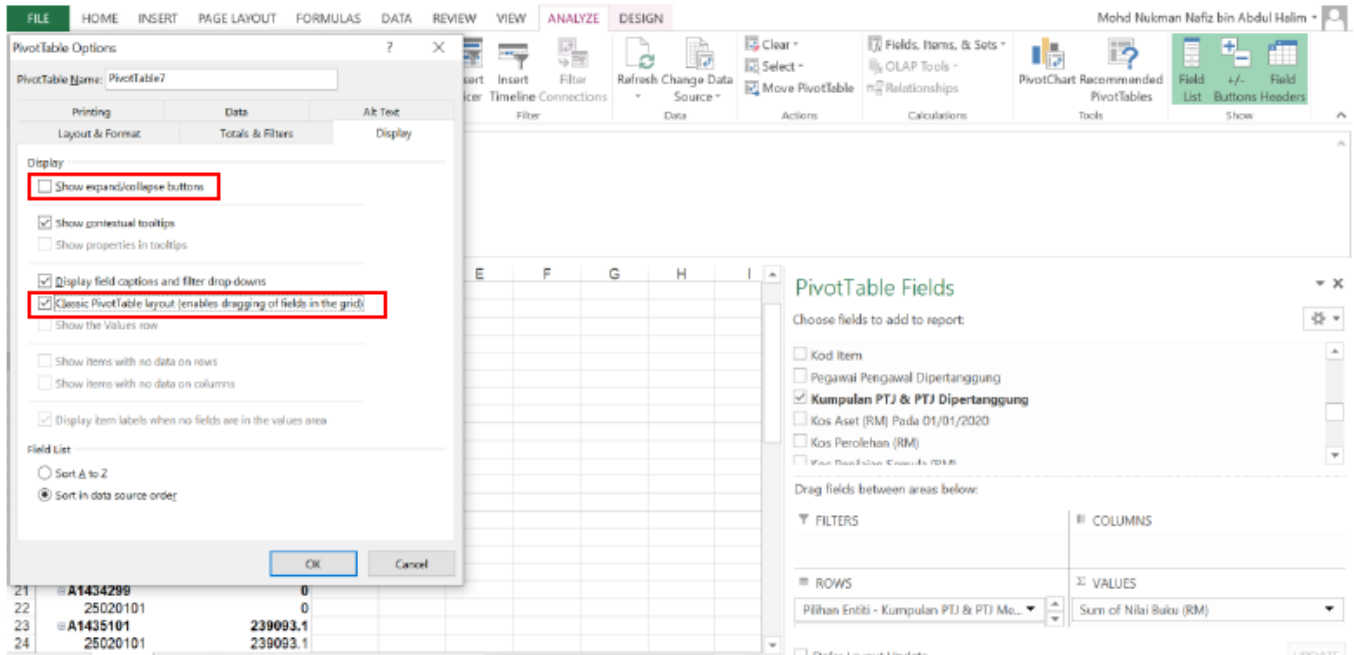 FILE HOME INSERT PAGE LAYOUT FORMULAS DATA REVIEW VIEW ANALYZE DESIGN Mohd Nukman Nafiz bin Abdul Halim
PivotTable Options ? ×
PivotTable Name: PivotTable7
Printing Data Alt Text
Layout & Format Totals & Filters Display
Display
Show expand/collapse buttons
Show contextual tooltips
Show properties in tooltips
Display field captions and filter drop downs
Classic PivotTable layout (enables dragging of fields in the grid)
Show the Values row
Show items with no data on rows
Show items with no data on columns
Display item labels when no fields are in the values area
Field List
Sort A to Z
Sort in data source order
OK Cancel
Insert Timeline
Filter Connections
Filter
Refresh
Change Data Source
Data
Clear
Select
Move PivotTable
Actions
Fields, Items, & Sets
OLAP Tools
Relationships
Calculations
PivotChart
Recommended PivotTables
Tools
Field List
+/- Buttons
Field Headers
Show
E F G H I
21 A1434299 0
22 25020101 0
23 A1435101 239093.1
24 25020101 239093.1
PivotTable Fields
Choose fields to add to report:
Kod Item
Pegawai Pengawal Dipertanggung
Kumpulan PTJ & PTJ Dipertanggung
Kos Aset (RM) Pada 01/01/2020
Kos Perolehan (RM)
Drag fields between areas below:
FILTERS
COLUMNS
ROWS
Σ VALUES
Pilihan Entiti - Kumpulan PTJ & PTJ Me...
Sum of Nilai Buku (RM)